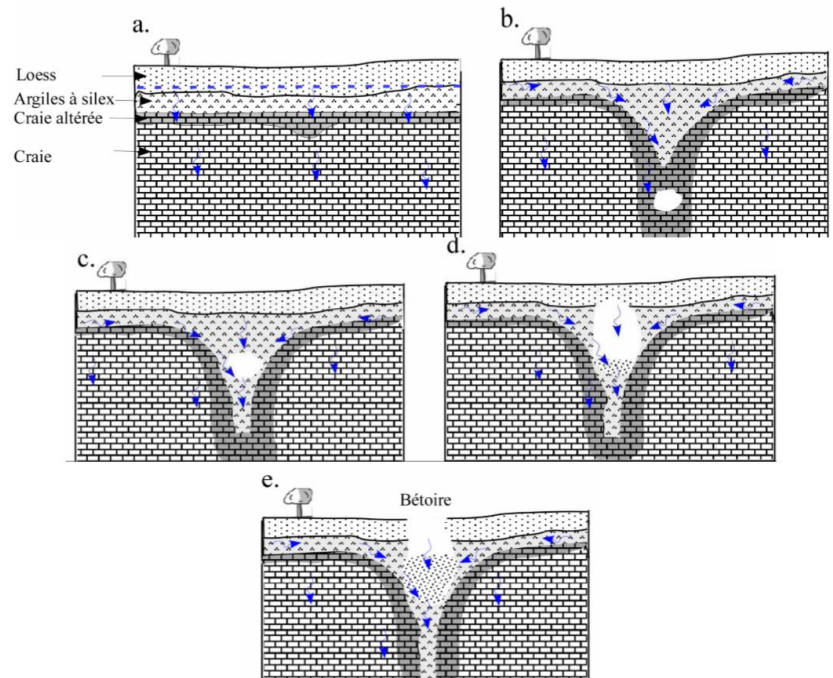 a.
Loess
Argiles à silex
Craie altérée
Craie
b.
c.
d.
e.
Bétoire